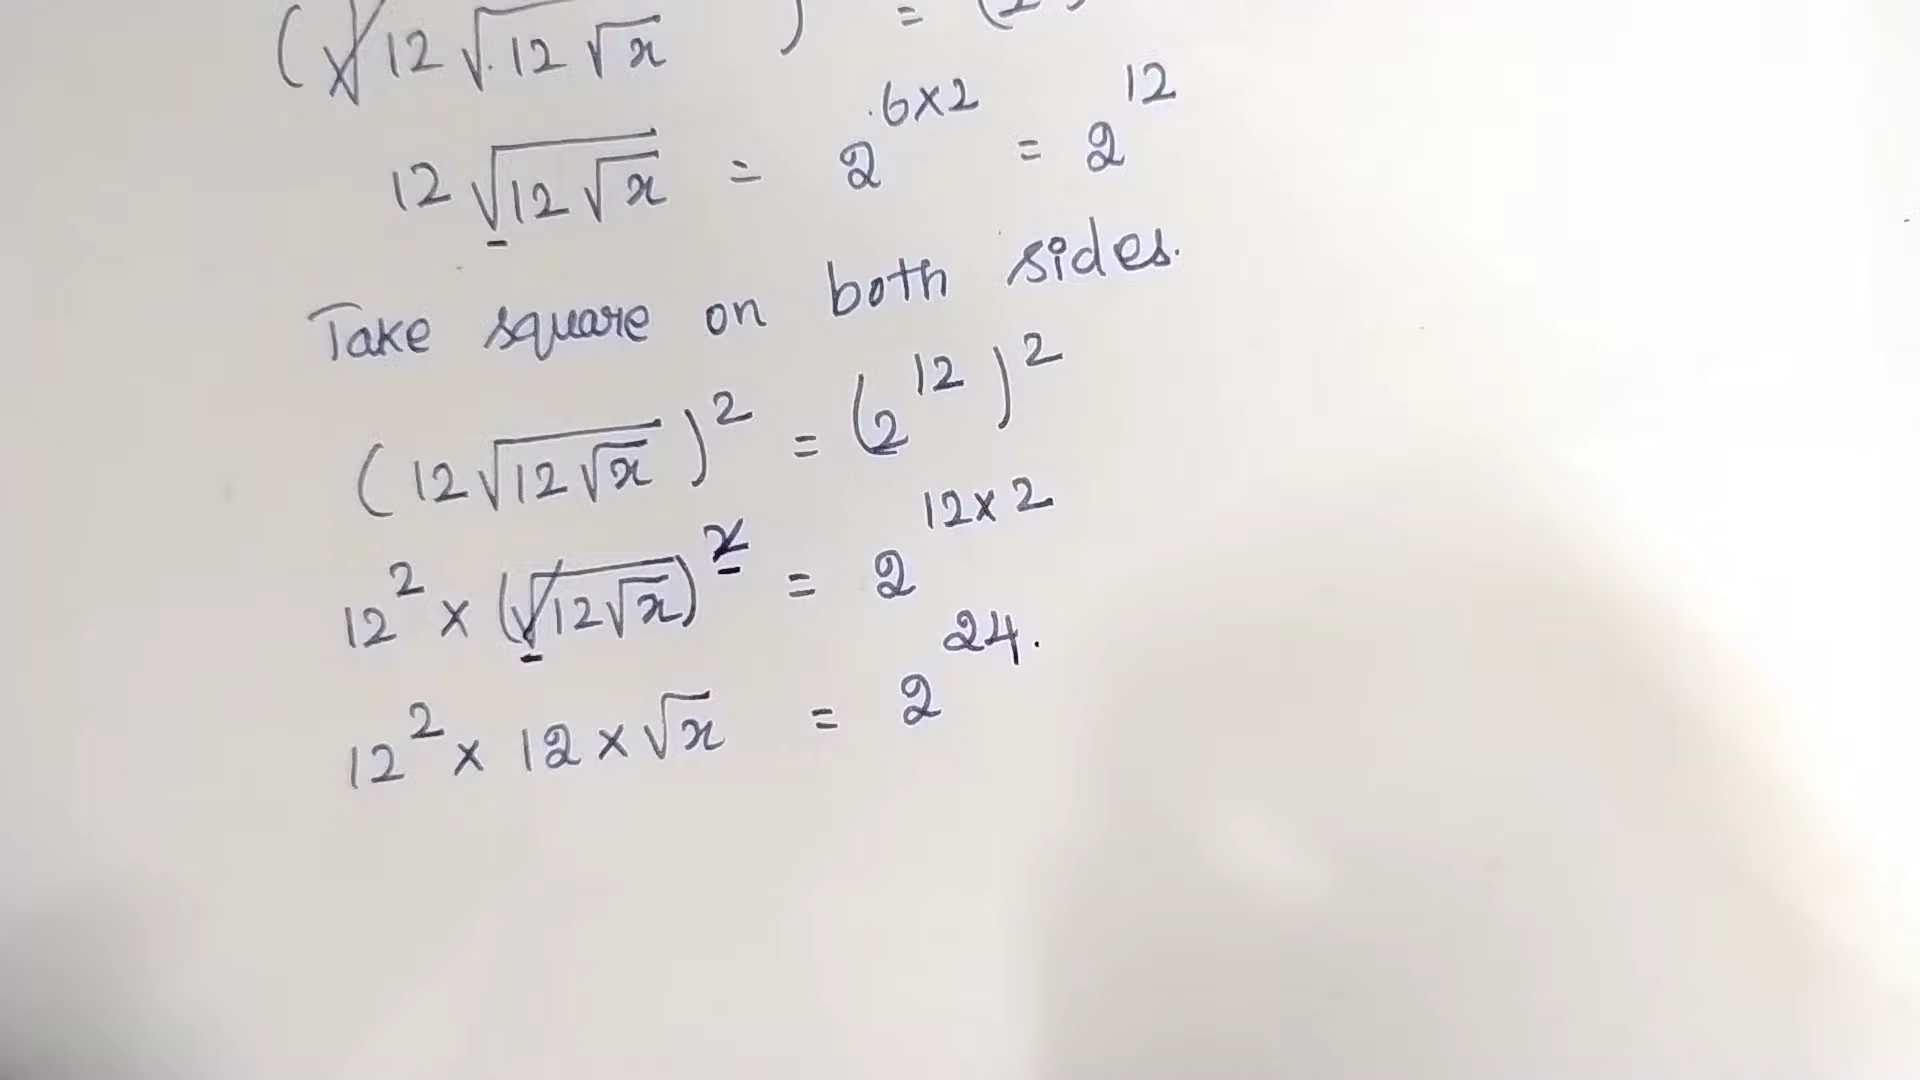 (√12√12√x ) = (2
12√12√x = 2^6×2 = 2^12
Take square on both sides.
(12√12√x)^2 = (2^12)^2
12^2 × (√12√x)^2 = 2^12×2
12^2 × 12 × √x = 2^24.